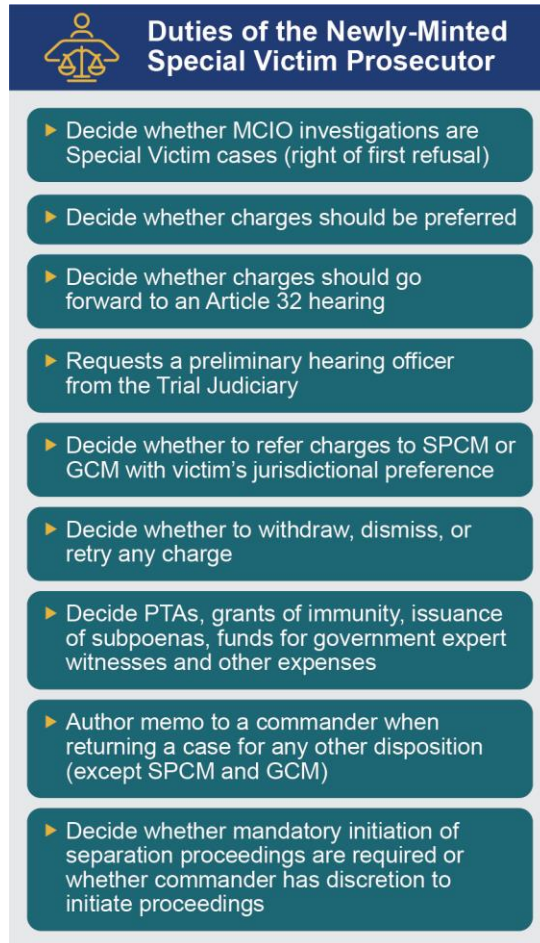 Duties of the Newly-Minted
Special Victim Prosecutor
Decide whether MCIO investigations are
Special Victim cases (right of first refusal)
Decide whether charges should be preferred
Decide whether charges should go
forward to an Article 32 hearing
Requests a preliminary hearing officer
from the Trial Judiciary
Decide whether to refer charges to SPCM or
GCM with victim’s jurisdictional preference
Decide whether to withdraw, dismiss, or
retry any charge
Decide PTAs, grants of immunity, issuance
of subpoenas, funds for government expert
witnesses and other expenses
Author memo to a commander when
returning a case for any other disposition
(except SPCM and GCM)
Decide whether mandatory initiation of
separation proceedings are required or
whether commander has discretion to
initiate proceedings